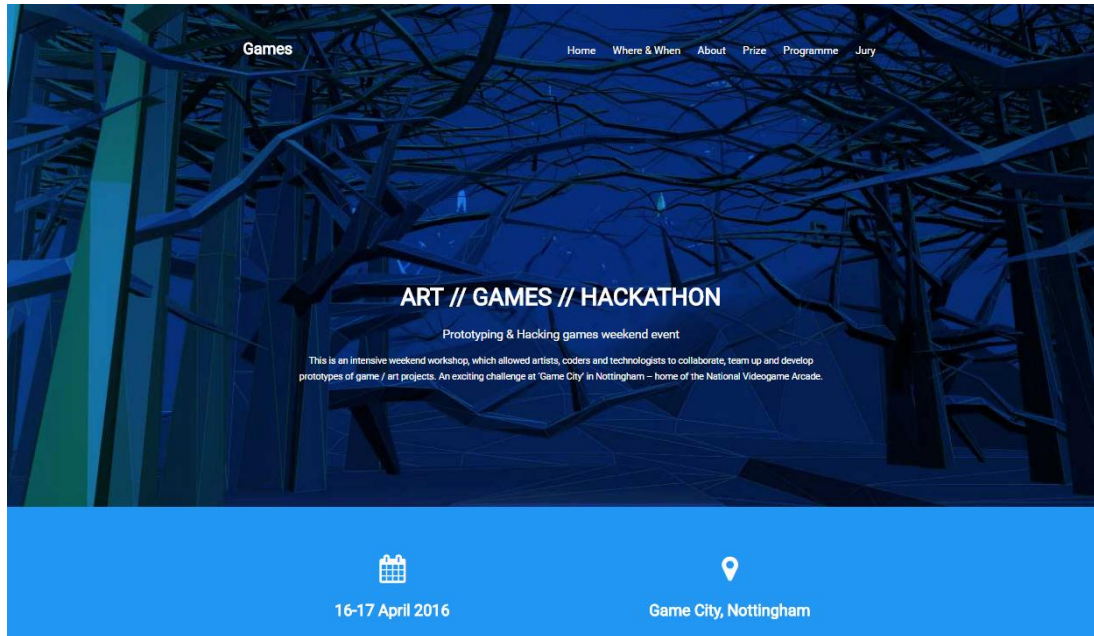 Games
Home Where & When About Prize Programme Jury
ART // GAMES // HACKATHON
Prototyping & Hacking games weekend event
This is an intensive weekend workshop, which allowed artists, coders and technologists to collaborate, team up and develop
prototypes of game / art projects. An exciting challenge at 'Game City' in Nottingham – home of the National Videogame Arcade.
16-17 April 2016
Game City, Nottingham